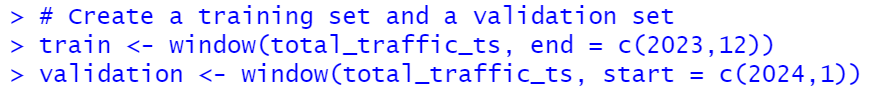 > # Create a training set and a validation set
> train <- window(total_traffic_ts, end = c(2023,12))
> validation <- window(total_traffic_ts, start = c(2024,1))